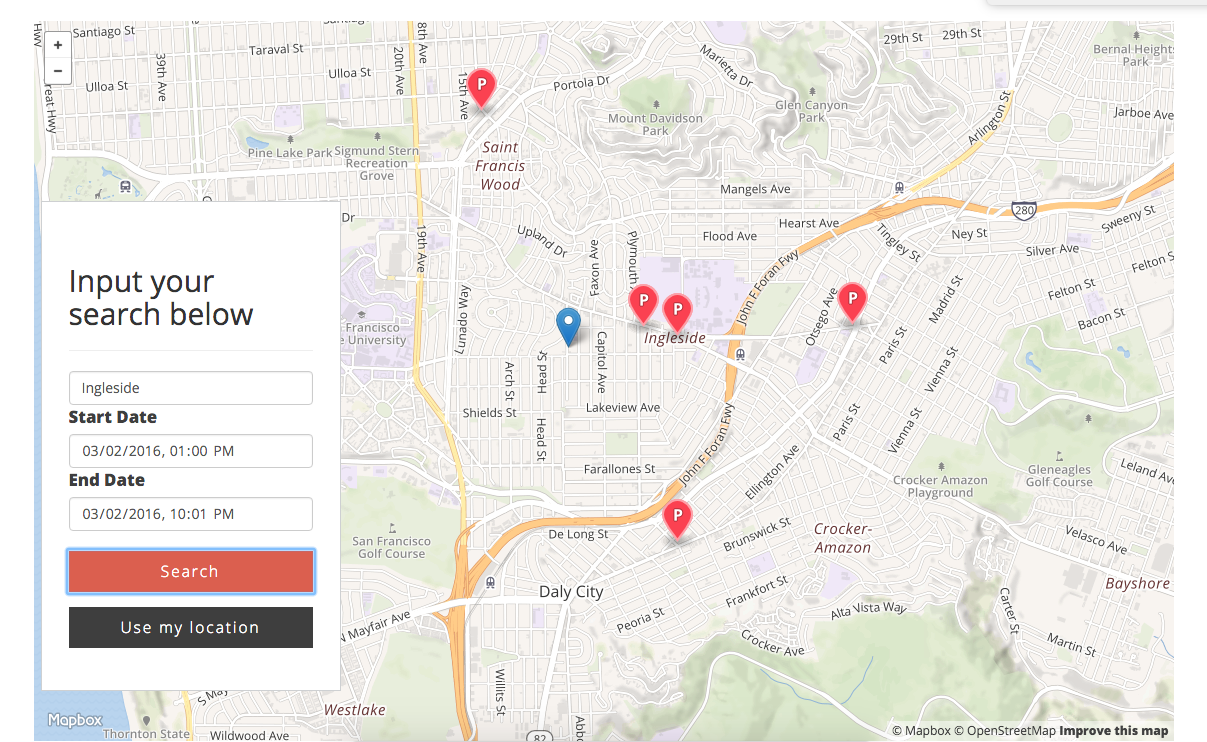 Hwy
Santiago St
Santiago
8th Ave
29th St
29th St
+
Taraval St
Marietta Dr
Bernal Heights
Park
−
39th Ave
Ulloa St
20th Ave
15th Ave
P
Portola Dr
Ulloa St
Glen Canyon
Park
Arlington St
reat Hwy
Mount Davidson
Park
Jarboe Ave
Pine Lake Park
Sigmund Stern
Recreation
Grove
Saint
Francis
Wood
Mangels Ave
280
Dr
19th Ave
Upland Dr
Faxon Ave
Plymouth
Flood Ave
Hearst Ave
Tingley St
Ney St
Sweeny St
Silver Ave
Felton S
Input your
search below
John F Foran Fwy
Lunado Way
P
P
P
Otsego Ave
Madrid St
Felton St
Bacon St
Francisco
e University
Ingleside
Capitol Ave
Paris St
Arch St
Head St
Vienna St
Ingleside
Start Date
Shields St
Lakeview Ave
03/02/2016, 01:00 PM
Head St
John F Foran Fwy
Paris St
Vienna St
End Date
Farallones St
Ellington Ave
Crocker Amazon
Playground
Gleneagles
Golf Course
Leland Ave
03/02/2016, 10:01 PM
P
San Francisco
Golf Course
De Long St
Brunswick St
Crocker-
Amazon
Velasco Ave
Search
Daly City
Frankfort St
Bayshore
Use my location
N Mayfair Ave
Peoria St
Alta Vista Way
Carter St
Martin St
Crocker Ave
S May
Willits St
Westlake
Mapbox
Thornton State
Wildwood Ave
82
Abbo
© Mapbox © OpenStreetMap Improve this map